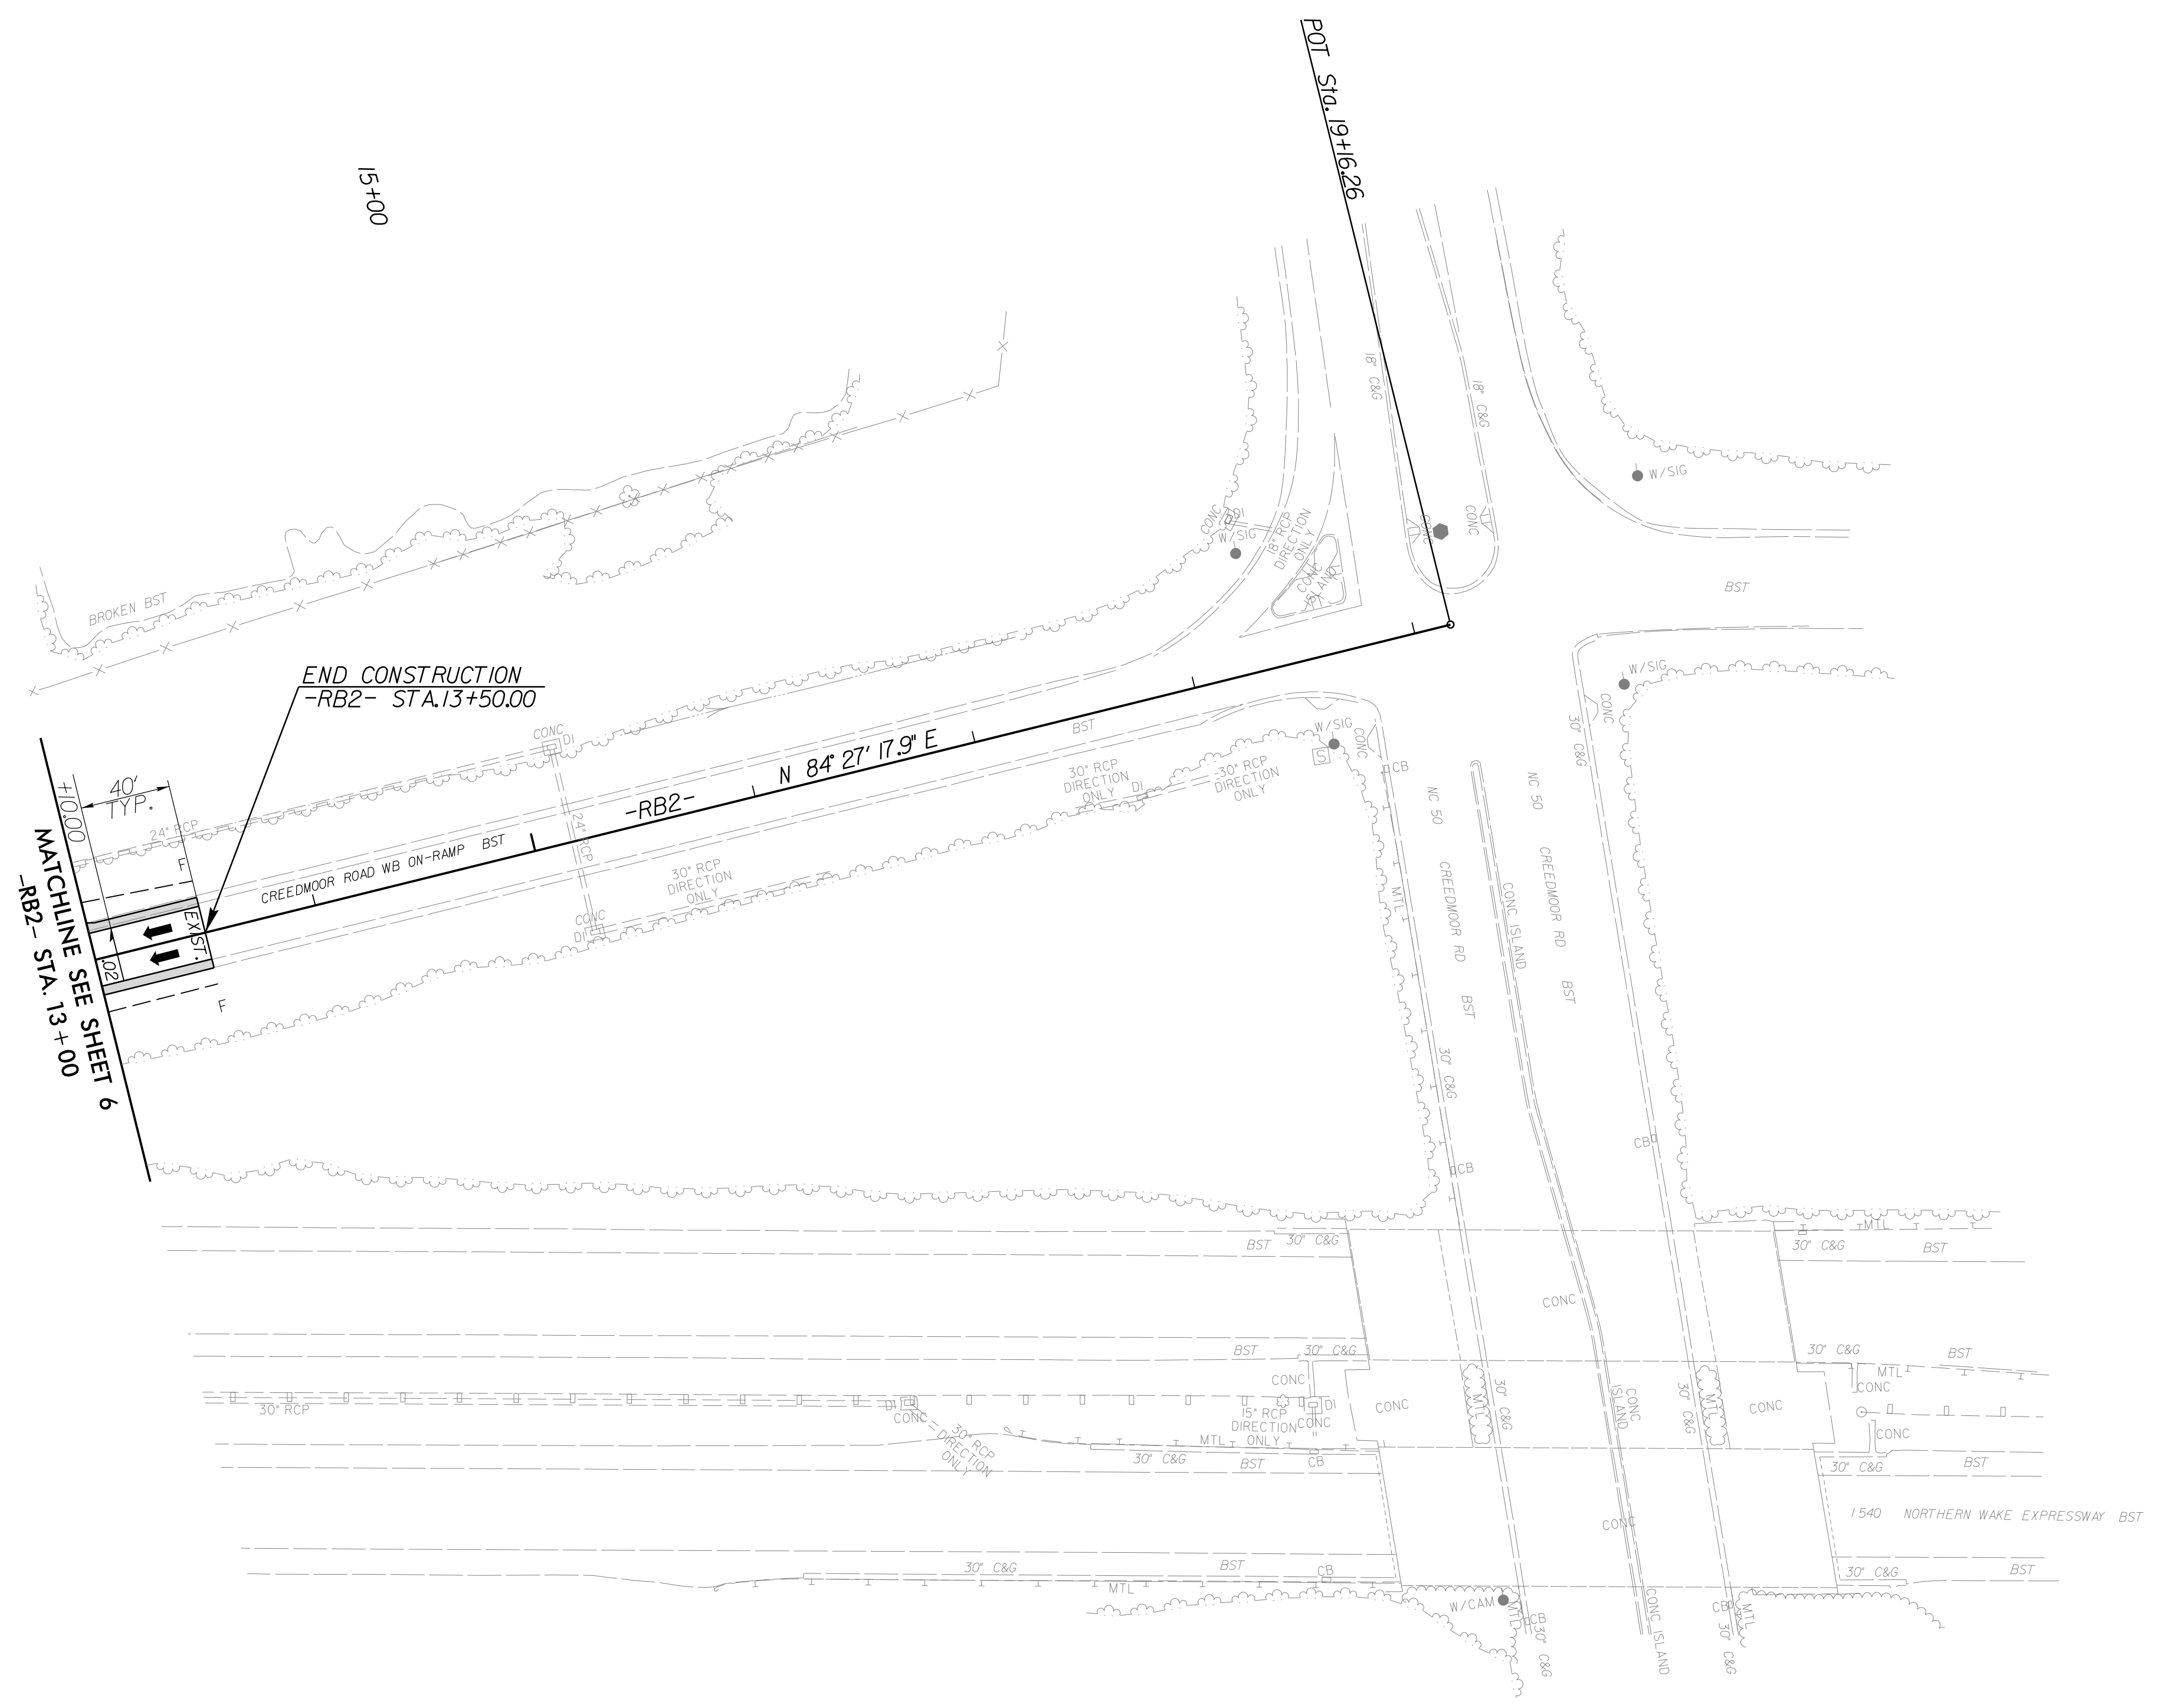 POT Sta. 19+16.26
15+00
18" C&G
18" C&G
W/SIG
CONC
CONC
CONC
DI
W/SIG
18" RCP
DIRECTION
ONLY
CONC
ISLAND
BST
BROKEN BST
END CONSTRUCTION
-RB2- STA.13+50.00
W/SIG
CONC
30" C&G
CONC
DI
BST
W/SIG
CONC
S
N 84° 27' 17.9" E
30" RCP
DIRECTION
ONLY
DI
30" RCP
DIRECTION
ONLY
CB
NC 50
NC 50
40'
TYP.
+10.00
24" RCP
-RB2-
24" RCP
CREEDMOOR ROAD WB ON-RAMP BST
F
30" RCP
DIRECTION
ONLY
MTL
CREEDMOOR RD BST
CONC ISLAND
CREEDMOOR RD BST
EXIST.
.02
CONC
DI
F
MATCHLINE SEE SHEET 6
-RB2- STA. 13+00
30" C&G
CB
CB
BST
30" C&G
MTL
30" C&G
BST
CONC
BST
30" C&G
30" C&G
BST
MTL
CONC
CONC
30" RCP
DI
CONC
30" RCP
DIRECTION
ONLY
15" RCP
DIRECTION
ONLY
DI
CONC
CONC
MTL
30" C&G
CONC
ISLAND
30" C&G
MTL
CONC
CONC
MTL
30" C&G
BST
CB
30" C&G
BST
CONC
1 540 NORTHERN WAKE EXPRESSWAY BST
30" C&G
BST
CB
MTL
30" C&G
BST
W/CAM
MTL
CB
30" C&G
CONC ISLAND
CB
MTL
30" C&G